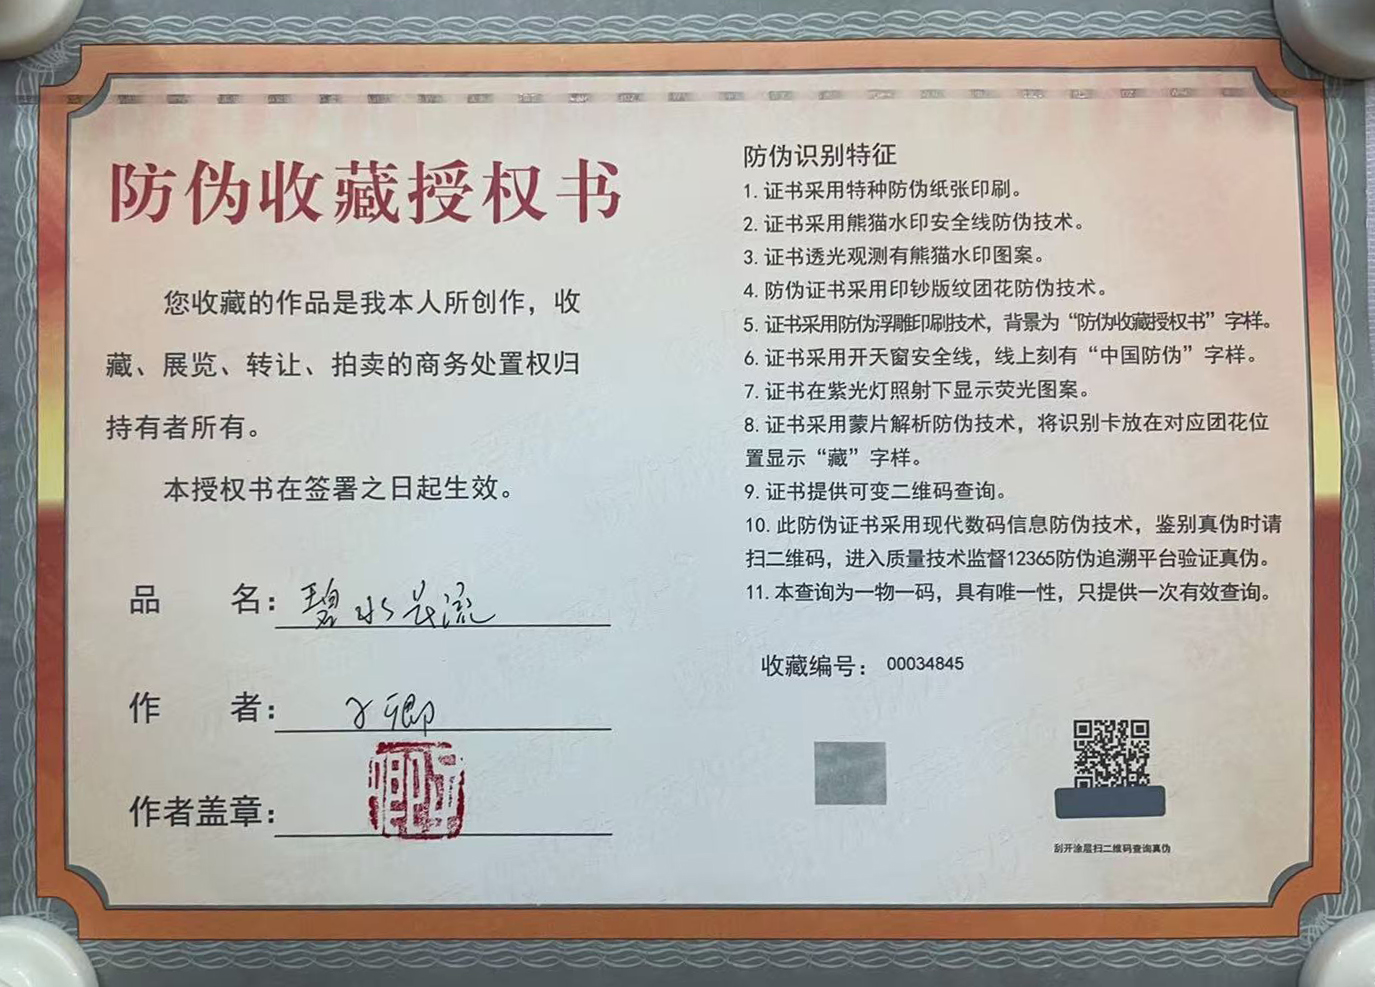 防伪收藏授权书
您收藏的作品是我本人所创作，收
藏、展览、转让、拍卖的商务处置权归
持有者所有。
本授权书在签署之日起生效。
品 名：碧水长流
作 者：卿
作者盖章：
防伪识别特征
1. 证书采用特种防伪纸张印刷。
2. 证书采用熊猫水印安全线防伪技术。
3. 证书透光观测有熊猫水印图案。
4. 防伪证书采用印钞版纹团花防伪技术。
5. 证书采用防伪浮雕印刷技术，背景为“防伪收藏授权书”字样。
6. 证书采用开天窗安全线，线上刻有“中国防伪”字样。
7. 证书在紫光灯照射下显示荧光图案。
8. 证书采用蒙片解析防伪技术，将识别卡放在对应团花位
置显示“藏”字样。
9. 证书提供可变二维码查询。
10. 此防伪证书采用现代数码信息防伪技术，鉴别真伪时请
扫二维码，进入质量技术监督12365防伪追溯平台验证真伪。
11. 本查询为一物一码，具有唯一性，只提供一次有效查询。
收藏编号： 00034845
刮开涂层扫二维码查询真伪